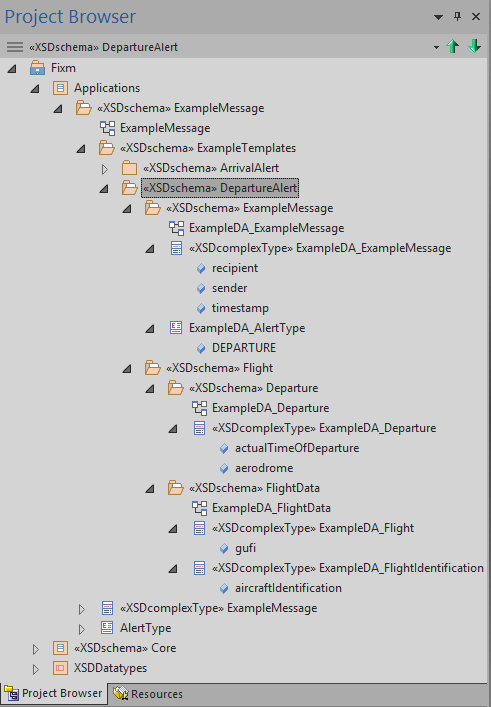 Project Browser
«XSDschema» DepartureAlert
Fixm
Applications
«XSDschema» ExampleMessage
ExampleMessage
«XSDschema» ExampleTemplates
«XSDschema» ArrivalAlert
«XSDschema» DepartureAlert
«XSDschema» ExampleMessage
ExampleDA_ExampleMessage
«XSDcomplexType» ExampleDA_ExampleMessage
recipient
sender
timestamp
ExampleDA_AlertType
DEPARTURE
«XSDschema» Flight
«XSDschema» Departure
ExampleDA_Departure
«XSDcomplexType» ExampleDA_Departure
actualTimeOfDeparture
aerodrome
«XSDschema» FlightData
ExampleDA_FlightData
«XSDcomplexType» ExampleDA_Flight
gufi
«XSDcomplexType» ExampleDA_FlightIdentification
aircraftIdentification
«XSDcomplexType» ExampleMessage
AlertType
«XSDschema» Core
XSDDatatypes
Project Browser Resources